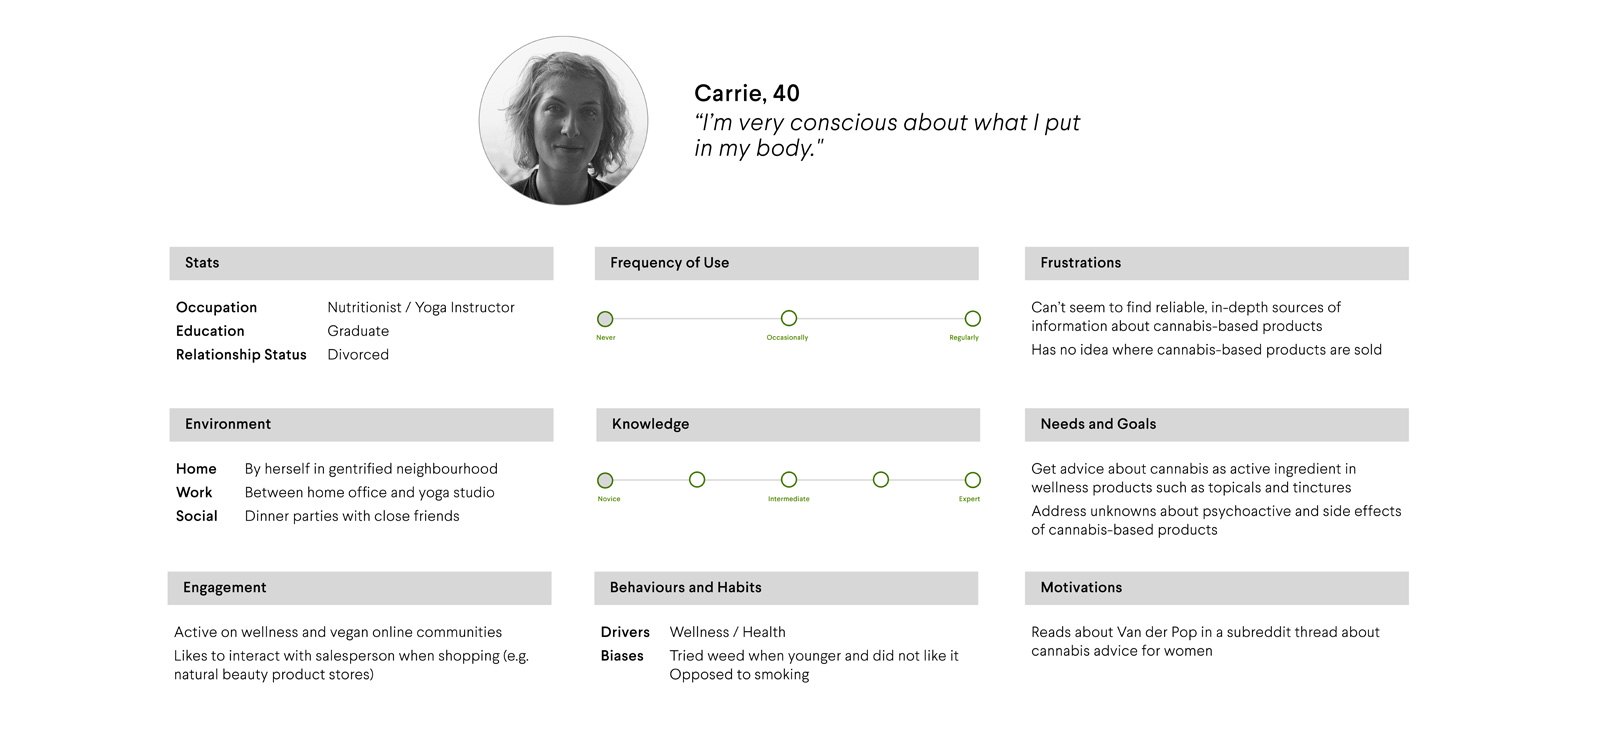 Carrie, 40
“I’m very conscious about what I put
in my body."
Stats
Occupation Nutritionist / Yoga Instructor
Education Graduate
Relationship Status Divorced
Frequency of Use
Never Occasionally Regularly
Frustrations
Can’t seem to find reliable, in-depth sources of
information about cannabis-based products
Has no idea where cannabis-based products are sold
Environment
Home By herself in gentrified neighbourhood
Work Between home office and yoga studio
Social Dinner parties with close friends
Knowledge
Novice Intermediate Expert
Needs and Goals
Get advice about cannabis as active ingredient in
wellness products such as topicals and tinctures
Address unknowns about psychoactive and side effects
of cannabis-based products
Engagement
Active on wellness and vegan online communities
Likes to interact with salesperson when shopping (e.g.
natural beauty product stores)
Behaviours and Habits
Drivers Wellness / Health
Biases Tried weed when younger and did not like it
Opposed to smoking
Motivations
Reads about Van der Pop in a subreddit thread about
cannabis advice for women